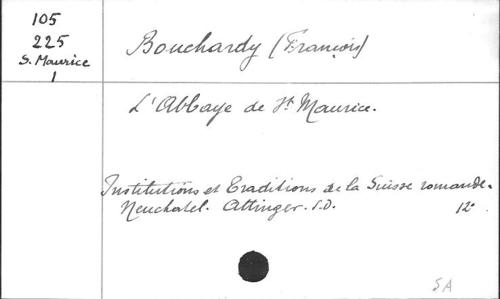 105
225
S. Maurice
1
Bouchardy (François)
L'Abbaye de St Maurice.
Institutions et Traditions de la Suisse romande.
Neuchatel. Attinger. S.D. 12°
SA